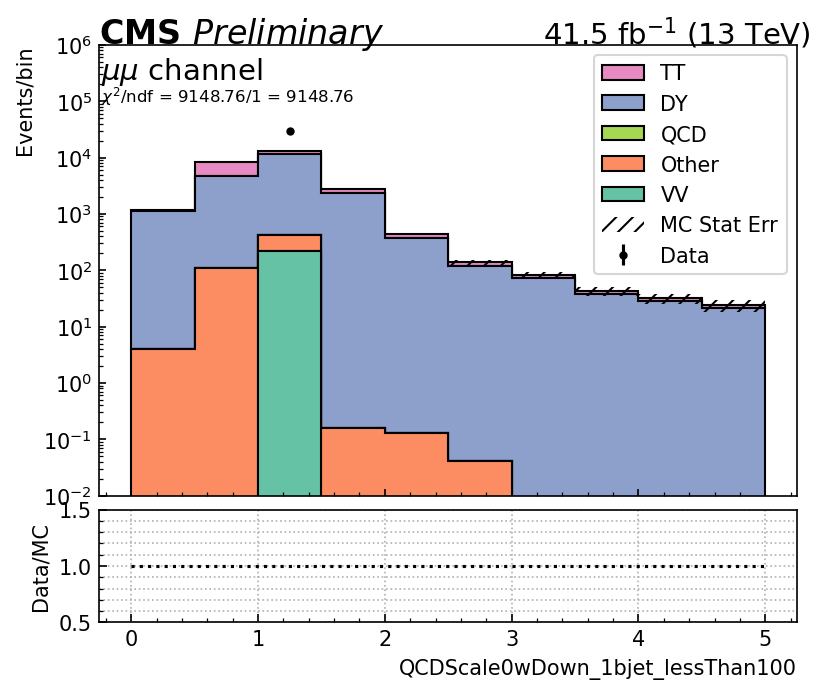 CMS Preliminary 41.5 fb⁻¹ (13 TeV)
μμ channel
χ²/ndf = 9148.76/1 = 9148.76
Events/bin
10⁶
10⁵
10⁴
10³
10²
10¹
10⁰
10⁻¹
10⁻²
TT
DY
QCD
Other
VV
MC Stat Err
Data
Data/MC
1.5
1.0
0.5
0 1 2 3 4 5
QCDScale0wDown_1bjet_lessThan100